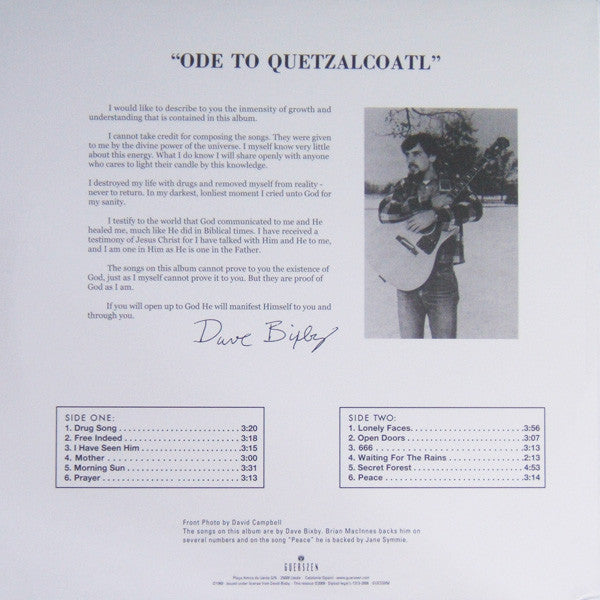 "ODE TO QUETZALCOATL"
I would like to describe to you the inmensity of growth and
understanding that is contained in this album.
I cannot take credit for composing the songs. They were given
to me by the divine power of the universe. I myself know very little
about this energy. What I do know I will share openly with anyone
who cares to light their candle by this knowledge.
I destroyed my life with drugs and removed myself from reality -
never to return. In my darkest, lonliest moment I cried unto God for
my sanity.
I testify to the world that God communicated to me and He
healed me, much like He did in Biblical times. I have received a
testimony of Jesus Christ for I have talked with Him and He to me,
and I am one in Him as He is one in the Father.
The songs on this album cannot prove to you the existence of
God, just as I myself cannot prove it to you. But they are proof of
God as I am.
If you will open up to God He will manifest Himself to you and
through you.
Dave Bixby
SIDE ONE:
1. Drug Song ........................ 3:20
2. Free Indeed ........................ 3:18
3. I Have Seen Him ........................ 3:15
4. Mother ........................ 3:00
5. Morning Sun ........................ 3:31
6. Prayer ........................ 3:13
SIDE TWO:
1. Lonely Faces ........................ 3:56
2. Open Doors ........................ 3:07
3. 666 ........................ 3:13
4. Waiting For The Rains ........................ 2:13
5. Secret Forest ........................ 4:53
6. Peace ........................ 3:14
Front Photo by David Campbell
The songs on this album are by Dave Bixby. Brian MacInnes backs him on
several numbers and on the song "Peace" he is backed by Jane Symmie.
GUERSSEN
www.guerssen.com